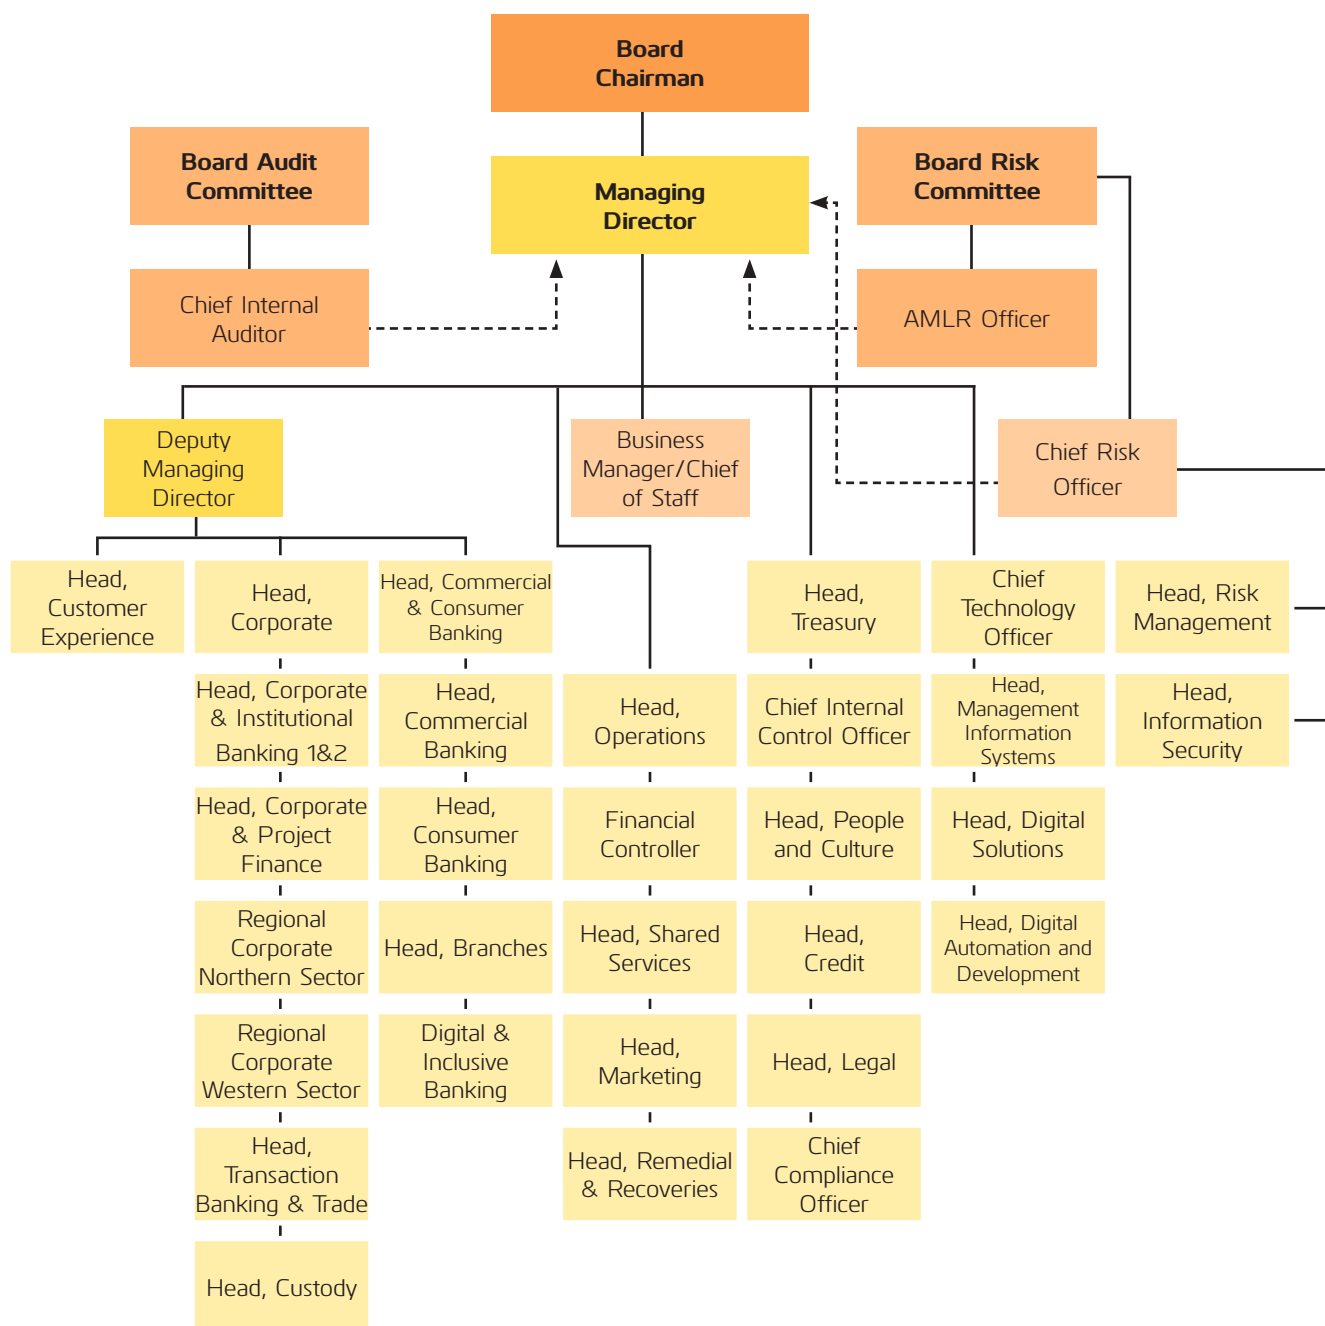 Board
Chairman
Board Audit
Committee
Managing
Director
Board Risk
Committee
Chief Internal
Auditor
AMLR Officer
Deputy
Managing
Director
Business
Manager/Chief
of Staff
Chief Risk
Officer
Head,
Customer
Experience
Head,
Corporate
Head, Commercial
& Consumer
Banking
Head,
Treasury
Chief
Technology
Officer
Head, Risk
Management
Head, Corporate
& Institutional
Banking 1&2
Head,
Commercial
Banking
Head,
Operations
Chief Internal
Control Officer
Head,
Management
Information
Systems
Head,
Information
Security
Head, Corporate
& Project
Finance
Head,
Consumer
Banking
Financial
Controller
Head, People
and Culture
Head, Digital
Solutions
Regional
Corporate
Northern Sector
Head, Branches
Head, Shared
Services
Head,
Credit
Head, Digital
Automation and
Development
Regional
Corporate
Western Sector
Digital &
Inclusive
Banking
Head,
Marketing
Head, Legal
Head,
Transaction
Banking & Trade
Head, Remedial
& Recoveries
Chief
Compliance
Officer
Head, Custody